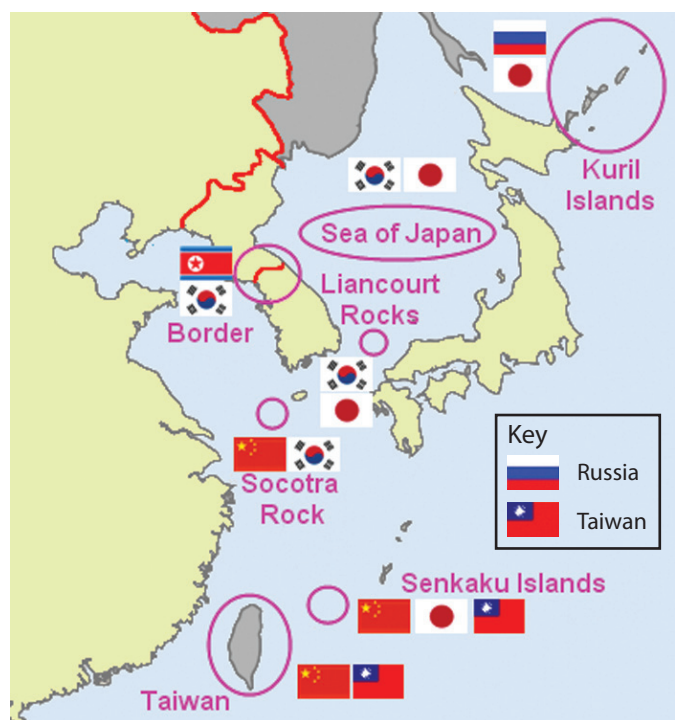 Kuril
Islands
Sea of Japan
Liancourt
Rocks
Border
Socotra
Rock
Key
Russia
Taiwan
Senkaku Islands
Taiwan